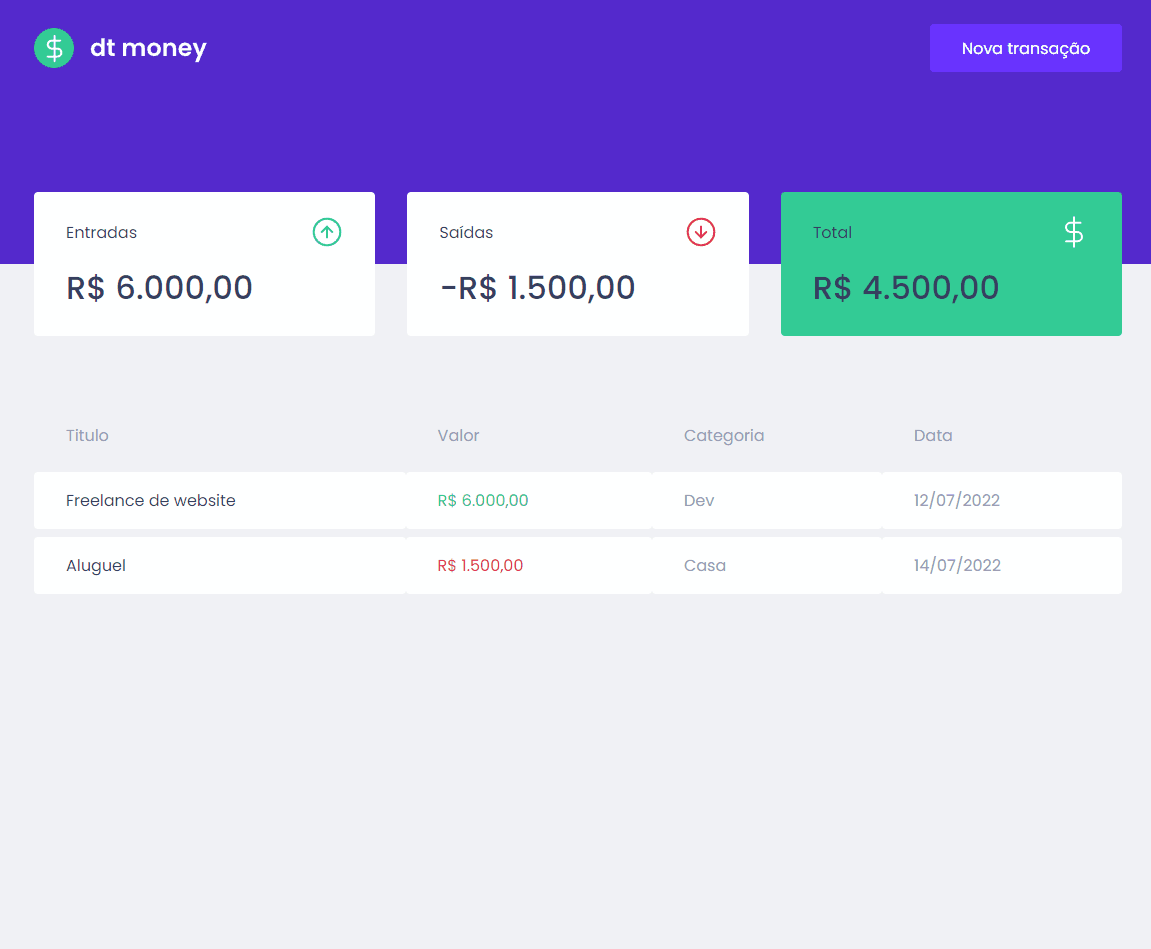 dt money
Nova transação
Entradas
R$ 6.000,00
Saídas
-R$ 1.500,00
Total
R$ 4.500,00
Titulo Valor Categoria Data
Freelance de website R$ 6.000,00 Dev 12/07/2022
Aluguel R$ 1.500,00 Casa 14/07/2022